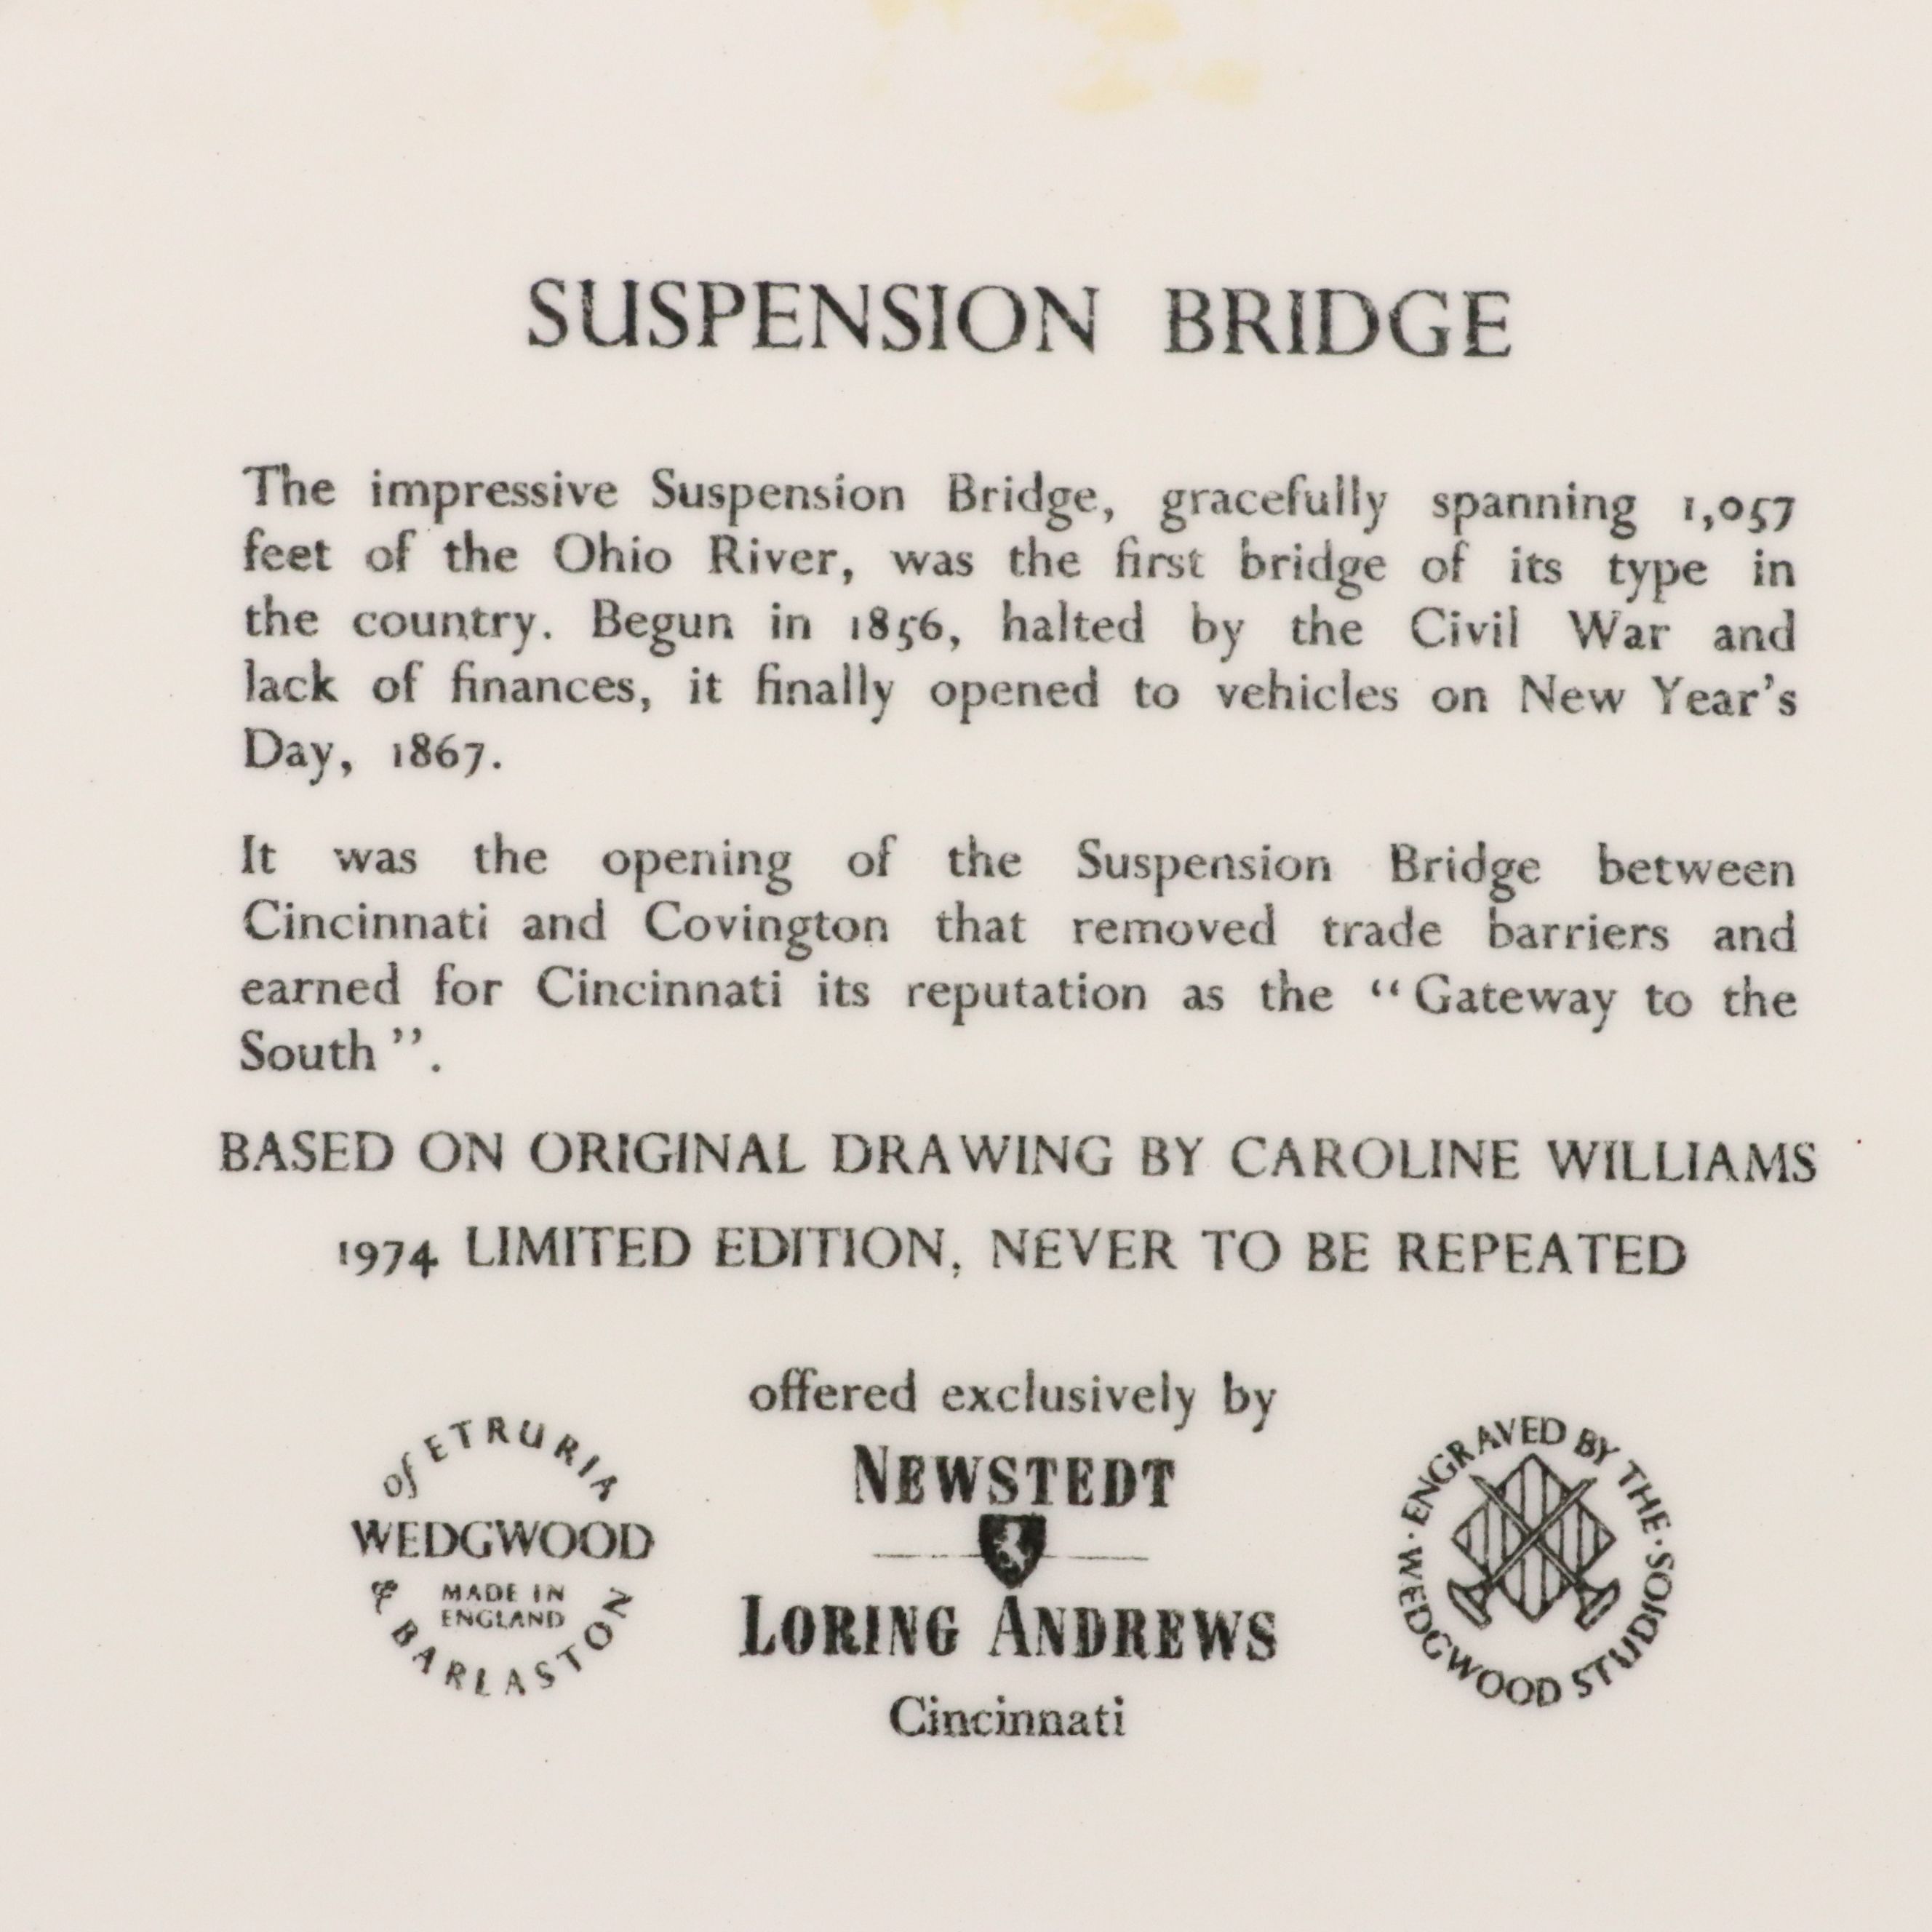 SUSPENSION BRIDGE
The impressive Suspension Bridge, gracefully spanning 1,057
feet of the Ohio River, was the first bridge of its type in
the country. Begun in 1856, halted by the Civil War and
lack of finances, it finally opened to vehicles on New Year's
Day, 1867.
It was the opening of the Suspension Bridge between
Cincinnati and Covington that removed trade barriers and
earned for Cincinnati its reputation as the “Gateway to the
South”.
BASED ON ORIGINAL DRAWING BY CAROLINE WILLIAMS
1974 LIMITED EDITION, NEVER TO BE REPEATED
of ETRURIA
WEDGWOOD
MADE IN
ENGLAND
& BARLASTON
offered exclusively by
NEWSTEDT
LORING ANDREWS
Cincinnati
ENGRAVED BY THE
· WEDGWOOD STUDIOS ·